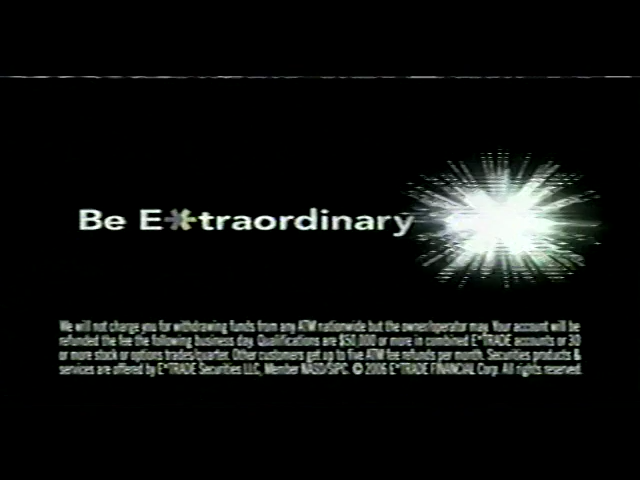 Be E*traordinary
We will not charge you for withdrawing funds from any ATM nationwide but the owner/operator may. Your account will be
refunded the fee the following business day. Qualifications are $50,000 or more in combined E*TRADE accounts or 30
or more stock or options trades/quarter. Other customers get up to five ATM fee refunds per month. Securities products &
services are offered by E*TRADE Securities LLC, Member NASD/SIPC. © 2006 E*TRADE FINANCIAL Corp. All rights reserved.